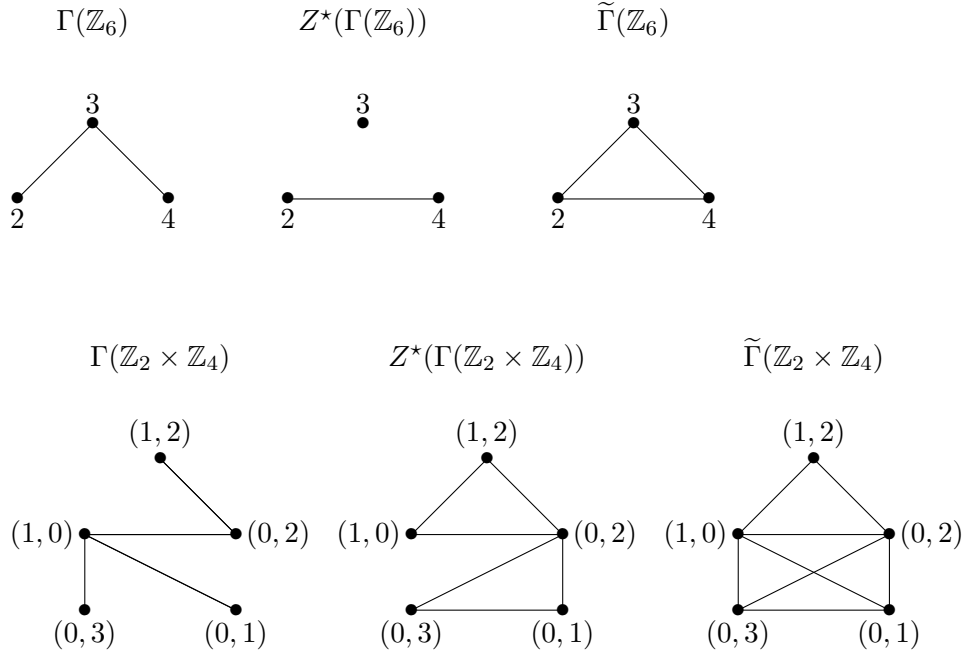 Γ(ℤ₆) Z⋆(Γ(ℤ₆)) Γ̃(ℤ₆)
3 3 3
2 4 2 4 2 4
Γ(ℤ₂ × ℤ₄) Z⋆(Γ(ℤ₂ × ℤ₄)) Γ̃(ℤ₂ × ℤ₄)
(1, 2) (1, 2) (1, 2)
(1, 0) (0, 2) (1, 0) (0, 2) (1, 0) (0, 2)
(0, 3) (0, 1) (0, 3) (0, 1) (0, 3) (0, 1)